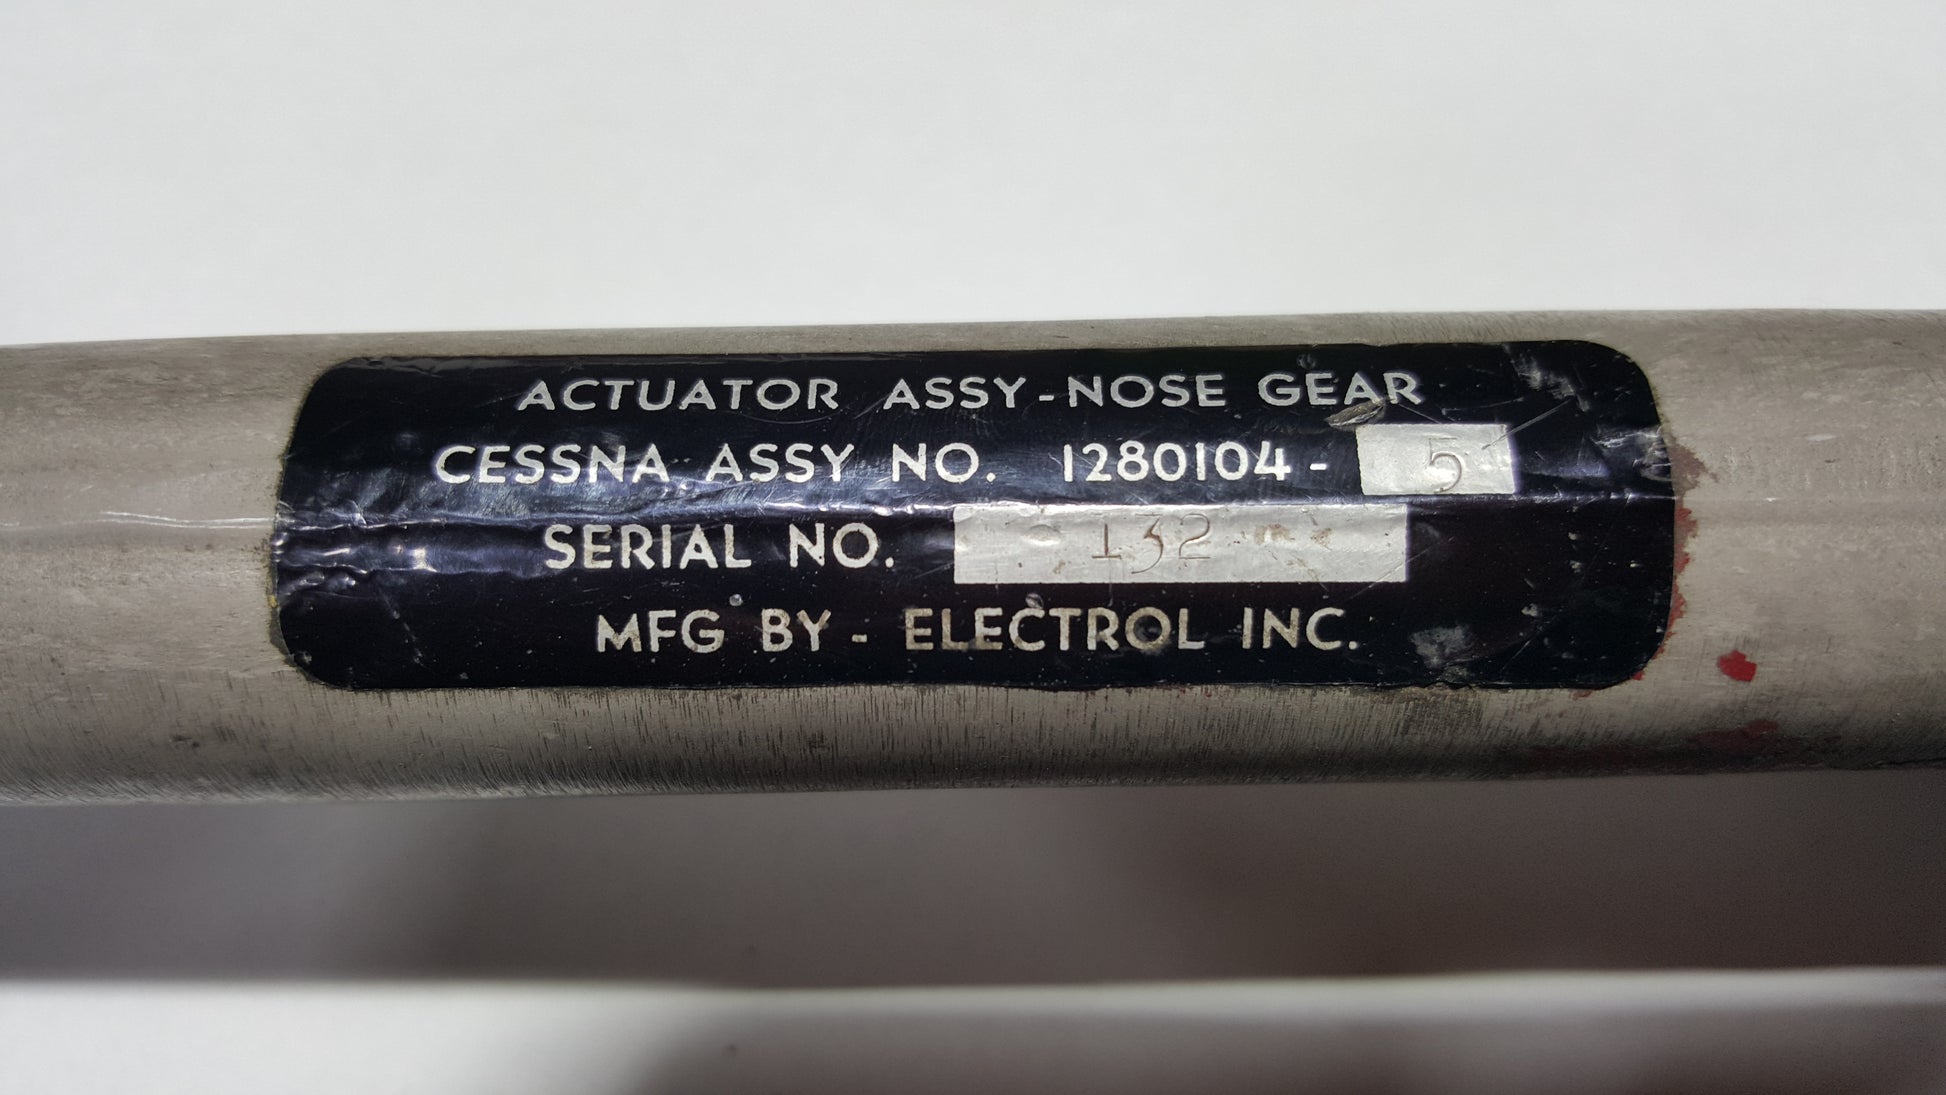 ACTUATOR ASSY-NOSE GEAR
CESSNA ASSY NO. 1280104-5
SERIAL NO. 132
MFG BY - ELECTROL INC.